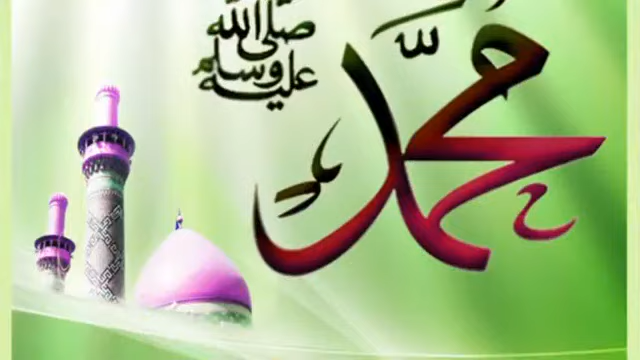 محمد
صلى الله
عليه وسلم